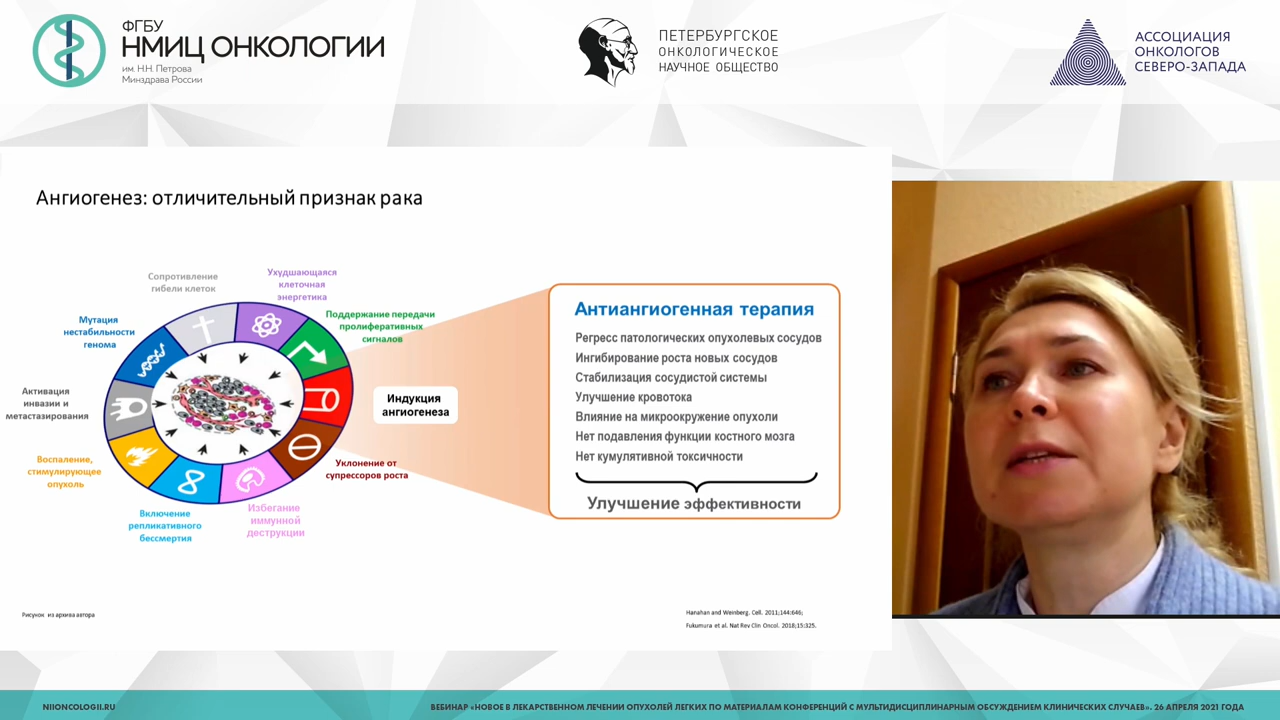 ФГБУ
НМИЦ ОНКОЛОГИИ
им. Н.Н. Петрова
Минздрава России
ПЕТЕРБУРГСКОЕ
ОНКОЛОГИЧЕСКОЕ
НАУЧНОЕ ОБЩЕСТВО
АССОЦИАЦИЯ
ОНКОЛОГОВ
СЕВЕРО-ЗАПАДА
Ангиогенез: отличительный признак рака
Сопротивление
гибели клеток
Ухудшающаяся
клеточная
энергетика
Мутация
нестабильности
генома
Поддержание передачи
пролиферативных
сигналов
Активация
инвазии и
метастазирования
Индукция
ангиогенеза
Воспаление,
стимулирующее
опухоль
Уклонение от
супрессоров роста
Включение
репликативного
бессмертия
Избегание
иммунной
деструкции
Антиангиогенная терапия
Регресс патологических опухолевых сосудов
Ингибирование роста новых сосудов
Стабилизация сосудистой системы
Улучшение кровотока
Влияние на микроокружение опухоли
Нет подавления функции костного мозга
Нет кумулятивной токсичности
Улучшение эффективности
Рисунок из архива автора
Hanahan and Weinberg. Cell. 2011;144:646;
Fukumura et al. Nat Rev Clin Oncol. 2018;15:325.
NIIONCOLOGII.RU
ВЕБИНАР «НОВОЕ В ЛЕКАРСТВЕННОМ ЛЕЧЕНИИ ОПУХОЛЕЙ ЛЕГКИХ ПО МАТЕРИАЛАМ КОНФЕРЕНЦИЙ С МУЛЬТИДИСЦИПЛИНАРНЫМ ОБСУЖДЕНИЕМ КЛИНИЧЕСКИХ СЛУЧАЕВ». 26 АПРЕЛЯ 2021 ГОДА